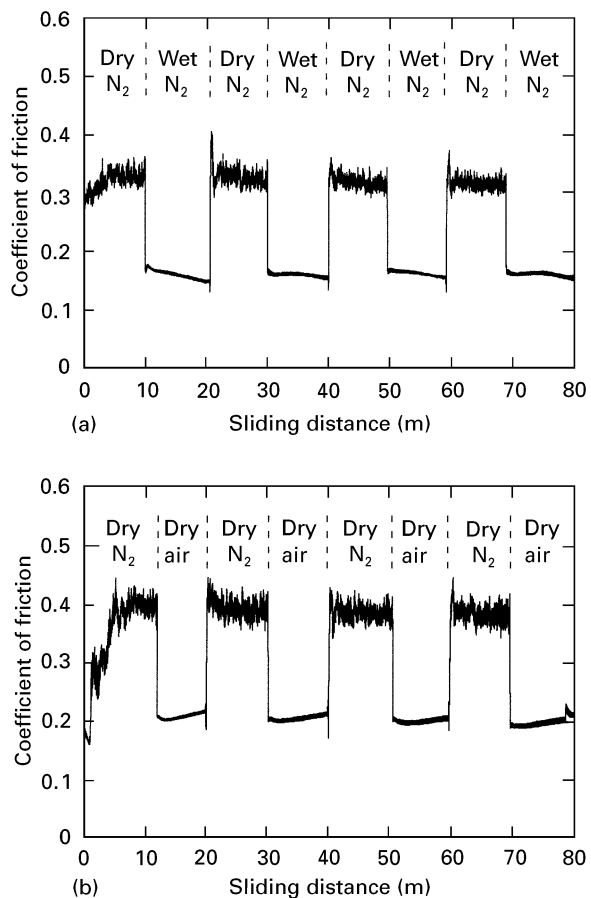 0.6
Dry Wet Dry Wet Dry Wet Dry Wet
N₂ N₂ N₂ N₂ N₂ N₂ N₂ N₂
0.5
0.4
0.3
0.2
0.1
0
Coefficient of friction
0 10 20 30 40 50 60 70 80
(a) Sliding distance (m)
0.6
0.5
Dry Dry Dry Dry Dry Dry Dry Dry
N₂ air N₂ air N₂ air N₂ air
0.4
0.3
0.2
0.1
0
Coefficient of friction
0 10 20 30 40 50 60 70 80
(b) Sliding distance (m)